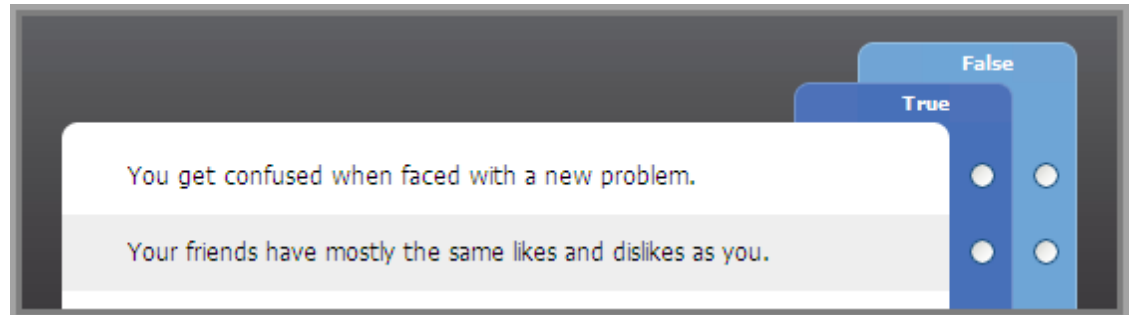 False
True
You get confused when faced with a new problem.
Your friends have mostly the same likes and dislikes as you.